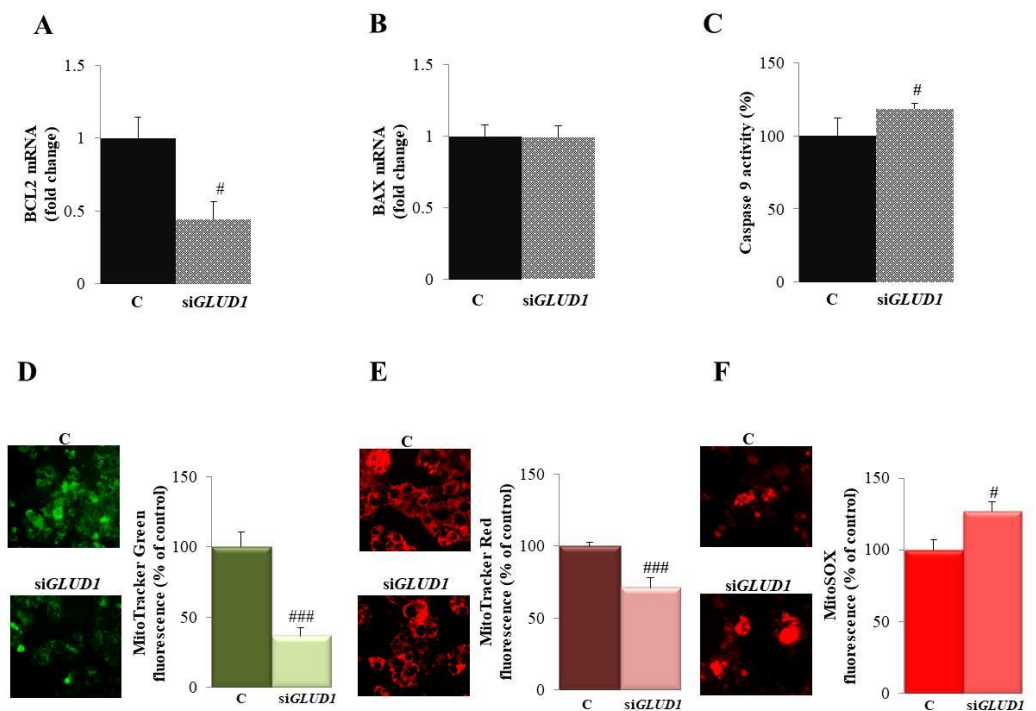 A
BCL2 mRNA
(fold change)
1.5
1
0.5
0
#
C
siGLUD1
B
BAX mRNA
(fold change)
1.5
1
0.5
0
C
siGLUD1
C
Caspase 9 activity (%)
150
100
50
0
#
C
siGLUD1
D
C
siGLUD1
MitoTracker Green
fluorescence (% of control)
150
100
50
0
###
C
siGLUD1
E
C
siGLUD1
MitoTracker Red
fluorescence (% of control)
150
100
50
0
###
C
siGLUD1
F
C
siGLUD1
MitoSOX
fluorescence (% of control)
150
100
50
0
#
C
siGLUD1